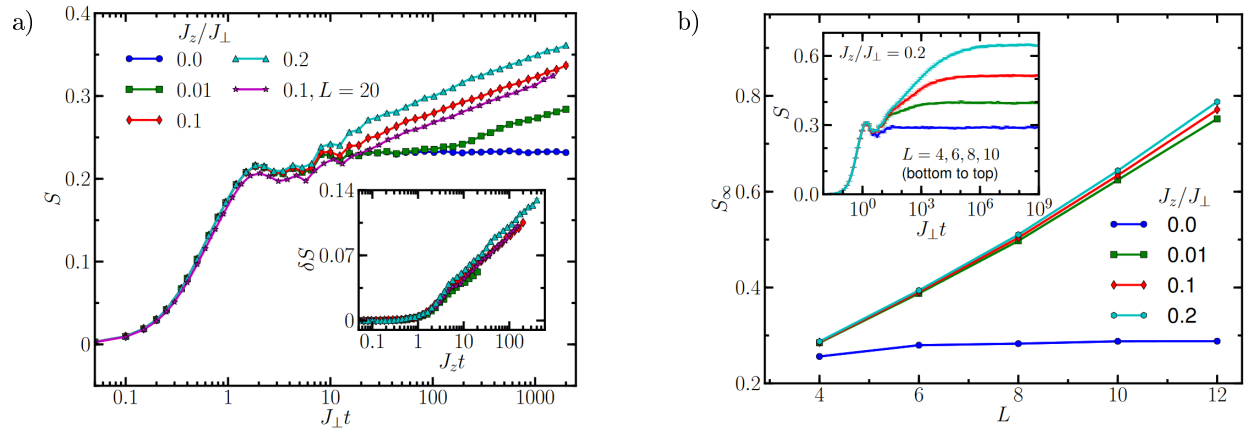 a)
J_z/J_⊥
0.0
0.01
0.1
0.2
0.1, L = 20
S
0.4
0.3
0.2
0.1
0
0.1
1
10
100
1000
J_⊥t
δS
0.14
0.07
0
0.1
1
10
100
J_zt
b)
S_∞
0.8
0.6
0.4
0.2
4
6
8
10
12
L
J_z/J_⊥
0.0
0.01
0.1
0.2
J_z/J_⊥ = 0.2
S
0.6
0.3
0.0
10^0
10^3
10^6
10^9
J_⊥t
L = 4, 6, 8, 10
(bottom to top)